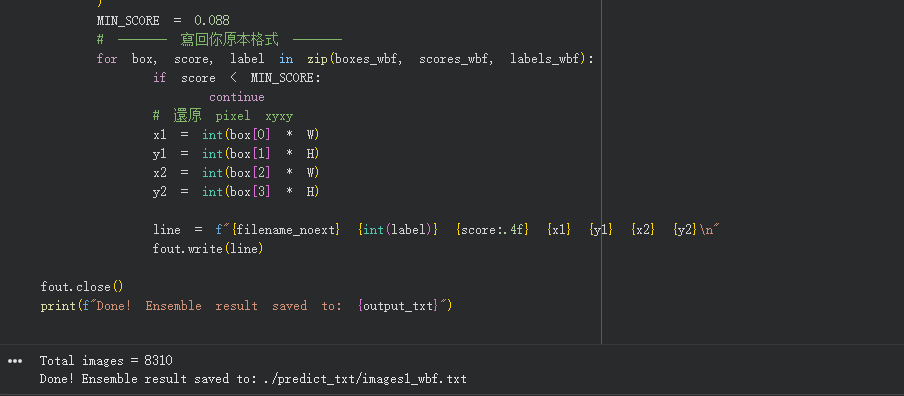 )
MIN_SCORE = 0.088
# ─── 寫回你原本格式 ───
for box, score, label in zip(boxes_wbf, scores_wbf, labels_wbf):
if score < MIN_SCORE:
continue
# 還原 pixel xyxy
x1 = int(box[0] * W)
y1 = int(box[1] * H)
x2 = int(box[2] * W)
y2 = int(box[3] * H)
line = f"{filename_noext} {int(label)} {score:.4f} {x1} {y1} {x2} {y2}\n"
fout.write(line)
fout.close()
print(f"Done! Ensemble result saved to: {output_txt}")
Total images = 8310
Done! Ensemble result saved to: ./predict_txt/images1_wbf.txt